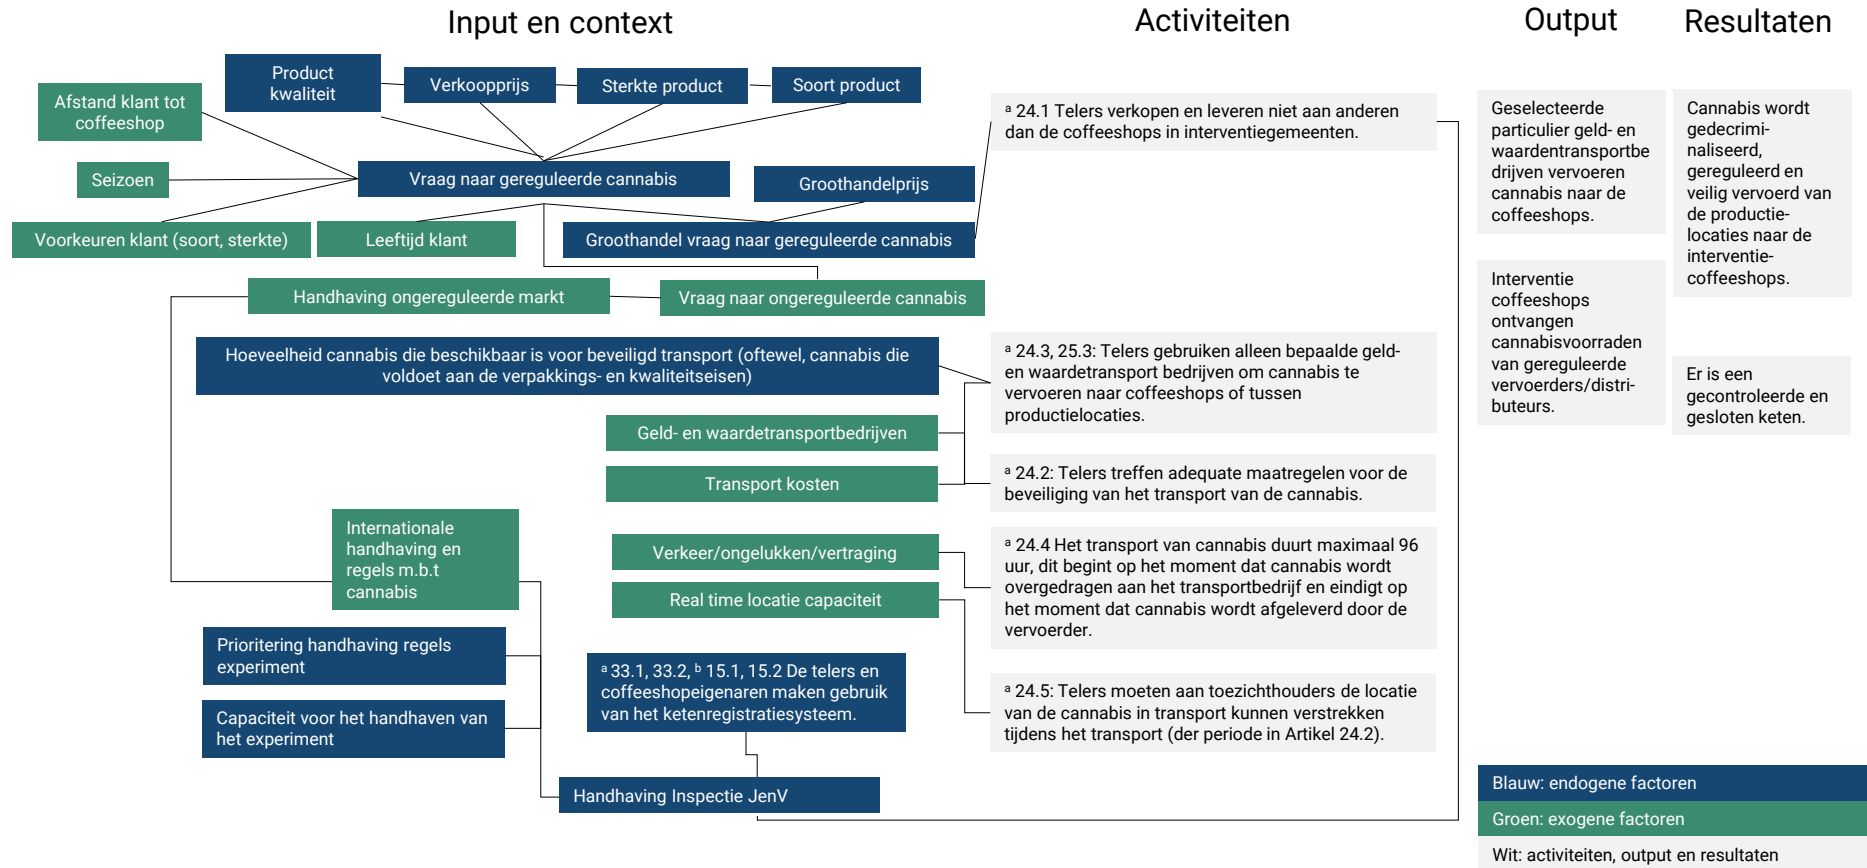 Input en context
Activiteiten
Output
Resultaten
Product
kwaliteit
Verkoopprijs
Sterkte product
Soort product
Afstand klant tot
coffeeshop
Seizoen
Vraag naar gereguleerde cannabis
Groothandelprijs
Voorkeuren klant (soort, sterkte)
Leeftijd klant
Groothandel vraag naar gereguleerde cannabis
Handhaving ongereguleerde markt
Vraag naar ongereguleerde cannabis
Hoeveelheid cannabis die beschikbaar is voor beveiligd transport (oftewel, cannabis die
voldoet aan de verpakkings- en kwaliteitseisen)
Geld- en waardetransportbedrijven
Transport kosten
Internationale
handhaving en
regels m.b.t
cannabis
Verkeer/ongelukken/vertraging
Real time locatie capaciteit
Prioritering handhaving regels
experiment
Capaciteit voor het handhaven van
het experiment
ᵃ 33.1, 33.2, ᵇ 15.1, 15.2 De telers en
coffeeshopeigenaren maken gebruik
van het ketenregistratiesysteem.
Handhaving Inspectie JenV
ᵃ 24.1 Telers verkopen en leveren niet aan anderen
dan de coffeeshops in interventiegemeenten.
ᵃ 24.3, 25.3: Telers gebruiken alleen bepaalde geld-
en waardetransport bedrijven om cannabis te
vervoeren naar coffeeshops of tussen
productielocaties.
ᵃ 24.2: Telers treffen adequate maatregelen voor de
beveiliging van het transport van de cannabis.
ᵃ 24.4 Het transport van cannabis duurt maximaal 96
uur, dit begint op het moment dat cannabis wordt
overgedragen aan het transportbedrijf en eindigt op
het moment dat cannabis wordt afgeleverd door de
vervoerder.
ᵃ 24.5: Telers moeten aan toezichthouders de locatie
van de cannabis in transport kunnen verstrekken
tijdens het transport (der periode in Artikel 24.2).
Geselecteerde
particulier geld- en
waardentransportbe
drijven vervoeren
cannabis naar de
coffeeshops.
Interventie
coffeeshops
ontvangen
cannabisvoorraden
van gereguleerde
vervoerders/distri-
buteurs.
Cannabis wordt
gedecrimi-
naliseerd,
gereguleerd en
veilig vervoerd van
de productie-
locaties naar de
interventie-
coffeeshops.
Er is een
gecontroleerde en
gesloten keten.
Blauw: endogene factoren
Groen: exogene factoren
Wit: activiteiten, output en resultaten